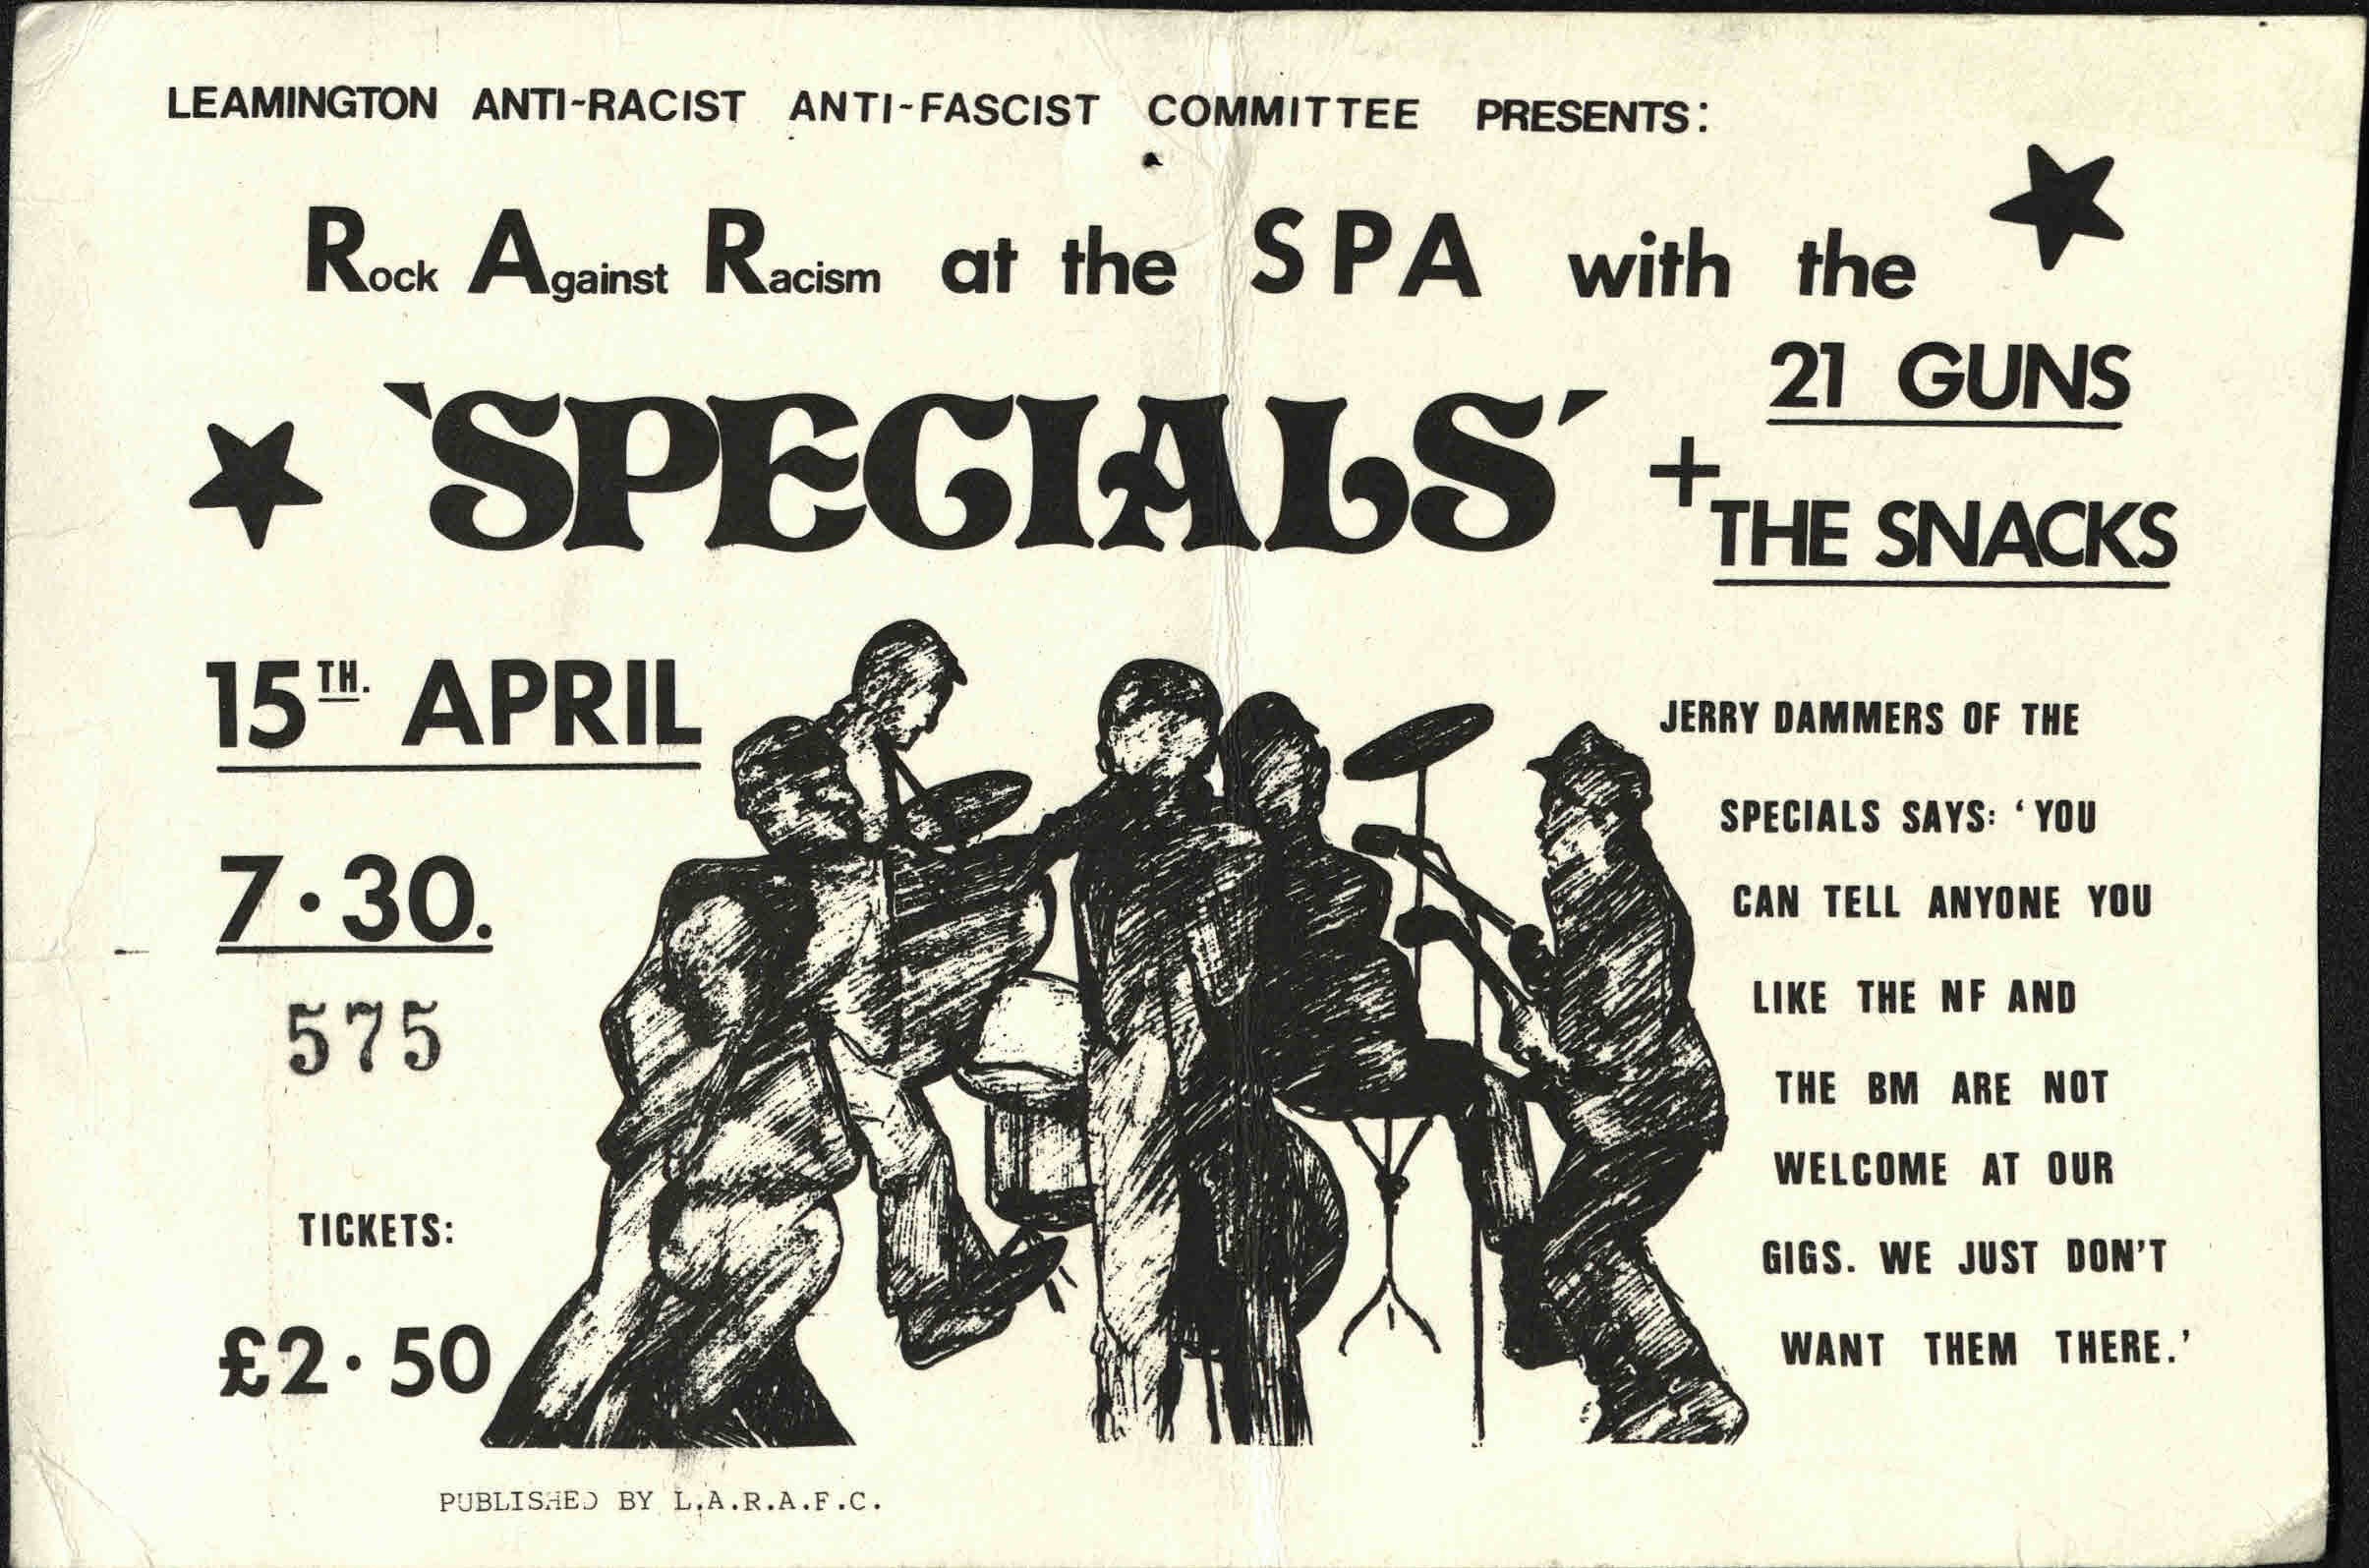 LEAMINGTON ANTI-RACIST ANTI-FASCIST COMMITTEE PRESENTS:
Rock Against Racism at the SPA with the
'SPECIALS'
21 GUNS
+
THE SNACKS
15TH. APRIL
7·30.
575
TICKETS:
£2·50
JERRY DAMMERS OF THE
SPECIALS SAYS: 'YOU
CAN TELL ANYONE YOU
LIKE THE NF AND
THE BM ARE NOT
WELCOME AT OUR
GIGS. WE JUST DON'T
WANT THEM THERE.'
PUBLISHED BY L.A.R.A.F.C.